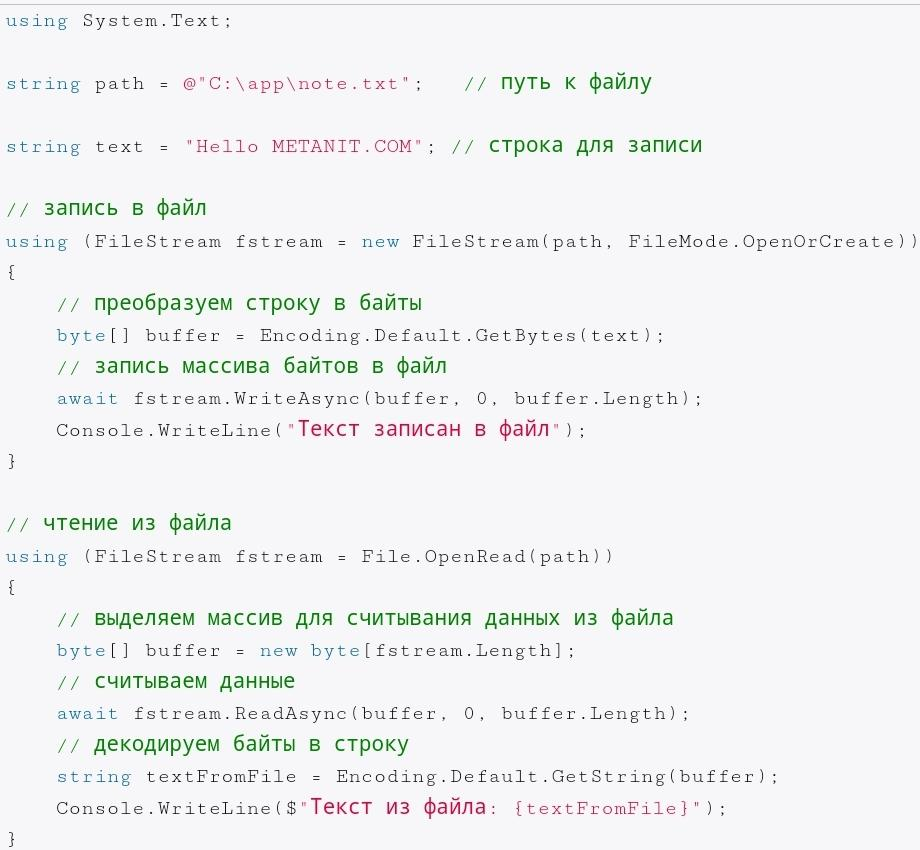 using System.Text;
string path = @"C:\app\note.txt";   // путь к файлу
string text = "Hello METANIT.COM"; // строка для записи
// запись в файл
using (FileStream fstream = new FileStream(path, FileMode.OpenOrCreate))
{
    // преобразуем строку в байты
    byte[] buffer = Encoding.Default.GetBytes(text);
    // запись массива байтов в файл
    await fstream.WriteAsync(buffer, 0, buffer.Length);
    Console.WriteLine("Текст записан в файл");
}
// чтение из файла
using (FileStream fstream = File.OpenRead(path))
{
    // выделяем массив для считывания данных из файла
    byte[] buffer = new byte[fstream.Length];
    // считываем данные
    await fstream.ReadAsync(buffer, 0, buffer.Length);
    // декодируем байты в строку
    string textFromFile = Encoding.Default.GetString(buffer);
    Console.WriteLine($"Текст из файла: {textFromFile}");
}